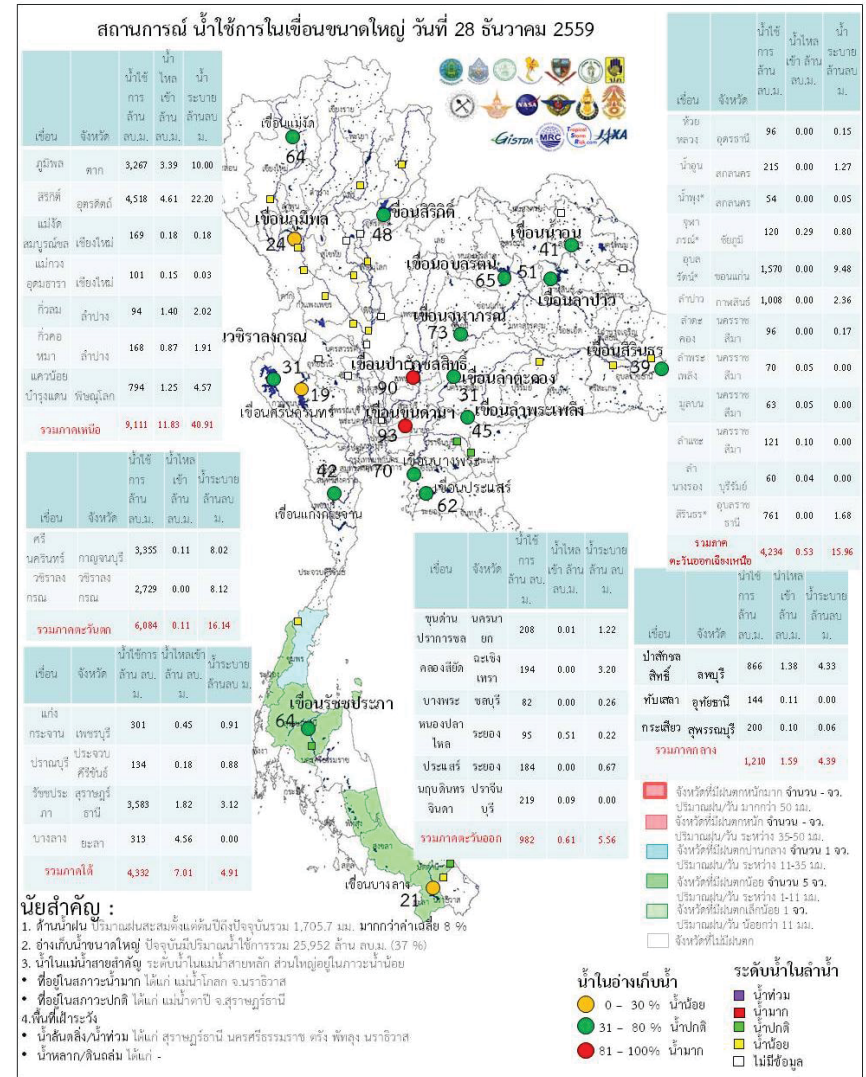 สถานการณ์ น้ำใช้การในเขื่อนขนาดใหญ่ วันที่ 28 ธันวาคม 2559
เขื่อน จังหวัด น้ำใช้การ ล้าน ลบ.ม. น้ำไหลเข้า ล้าน ลบ.ม. น้ำระบาย ล้านลบ ม.
ภูมิพล ตาก 3,267 3.39 10.00
สิริกิติ์ อุตรดิตถ์ 4,518 4.61 22.20
แม่งัดสมบูรณ์ชล เชียงใหม่ 169 0.18 0.18
แม่กวงอุดมธารา เชียงใหม่ 101 0.15 0.03
กิ่วลม ลำปาง 94 1.40 2.02
กิ่วคอหมา ลำปาง 168 0.87 1.91
แควน้อยบำรุงแดน พิษณุโลก 794 1.25 4.57
รวมภาคเหนือ 9,111 11.83 40.91
เขื่อน จังหวัด น้ำใช้การ ล้าน ลบ.ม. น้ำไหลเข้า ล้าน ลบ.ม. น้ำระบาย ล้านลบ ม.
ศรีนครินทร์ กาญจนบุรี 3,355 0.11 8.02
วชิราลงกรณ วชิราลงกรณ 2,729 0.00 8.12
รวมภาคตะวันตก 6,084 0.11 16.14
เขื่อน จังหวัด น้ำใช้การ ล้าน ลบ.ม. น้ำไหลเข้า ล้าน ลบ.ม. น้ำระบาย ล้านลบ ม.
แก่งกระจาน เพชรบุรี 301 0.45 0.91
ปราณบุรี ประจวบคีรีขันธ์ 134 0.18 0.88
รัชชประภา สุราษฎร์ธานี 3,583 1.82 3.12
บางลาง ยะลา 313 4.56 0.00
รวมภาคใต้ 4,332 7.01 4.91
เขื่อนแม่งัด
64
เขื่อนภูมิพล
24
เขื่อนสิริกิติ์
48
เขื่อนน้ำอูน
41
เขื่อนอุบลรัตน์
65
51
เขื่อนลำปาว
เขื่อนจุฬาภรณ์
73
วชิราลงกรณ์
31
19
เขื่อนศรีนครินทร์
เขื่อนป่าสักชลสิทธิ์
90
เขื่อนลำตะคอง
31
เขื่อนสิรินธร
39
เขื่อนขุนด่านฯ
93
เขื่อนลำพระเพลิง
45
เขื่อนบางพระ
70
เขื่อนประแสร์
62
42
เขื่อนแก่งกระจาน
เขื่อนรัชชประภา
64
เขื่อนบางลาง
21
NASA
GISTDA MRC Tropical Storm Risk.com JAXA
เขื่อน จังหวัด น้ำใช้การ ล้าน ลบ.ม. น้ำไหลเข้า ล้าน ลบ.ม. น้ำระบาย ล้านลบ ม.
ห้วยหลวง อุดรธานี 96 0.00 0.15
น้ำอูน สกลนคร 215 0.00 1.27
น้ำพุง* สกลนคร 54 0.00 0.05
จุฬาภรณ์* ชัยภูมิ 120 0.29 0.80
อุบลรัตน์* ขอนแก่น 1,570 0.00 9.48
ลำปาว กาฬสินธุ์ 1,008 0.00 2.36
ลำตะคอง นครราชสีมา 96 0.00 0.17
ลำพระเพลิง นครราชสีมา 70 0.05 0.00
มูลบน นครราชสีมา 63 0.05 0.00
ลำแชะ นครราชสีมา 121 0.10 0.00
ลำนางรอง บุรีรัมย์ 60 0.04 0.00
สิรินธร* อุบลราชธานี 761 0.00 1.68
รวมภาคตะวันออกเฉียงเหนือ 4,234 0.53 15.96
เขื่อน จังหวัด น้ำใช้การ ล้าน ลบ.ม. น้ำไหลเข้า ล้าน ลบ.ม. น้ำระบาย ล้าน ลบ ม.
ขุนด่านปราการชล นครนายก 208 0.01 1.22
คลองสียัด ฉะเชิงเทรา 194 0.00 3.20
บางพระ ชลบุรี 82 0.00 0.26
หนองปลาไหล ระยอง 95 0.51 0.22
ประแสร์ ระยอง 184 0.00 0.67
นฤบดินทรจินดา ปราจีนบุรี 219 0.09 0.00
รวมภาคตะวันออก 982 0.61 5.56
เขื่อน จังหวัด น้ำใช้การ ล้าน ลบ.ม. น้ำไหลเข้า ล้าน ลบ.ม. น้ำระบาย ล้านลบ ม.
ป่าสักชลสิทธิ์ ลพบุรี 866 1.38 4.33
ทับเสลา อุทัยธานี 144 0.11 0.00
กระเสียว สุพรรณบุรี 200 0.10 0.06
รวมภาคกลาง 1,210 1.59 4.39
จังหวัดที่มีฝนตกหนักมาก จำนวน - จว.
ปริมาณฝน/วัน มากกว่า 50 มม.
จังหวัดที่มีฝนตกหนัก จำนวน - จว.
ปริมาณฝน/วัน ระหว่าง 35-50 มม.
จังหวัดที่มีฝนตกปานกลาง จำนวน 1 จว.
ปริมาณฝน/วัน ระหว่าง 11-35 มม.
จังหวัดที่มีฝนตกน้อย จำนวน 5 จว.
ปริมาณฝน/วัน ระหว่าง 1-11 มม.
จังหวัดที่มีฝนตกเล็กน้อย 1 จว.
ปริมาณฝน/วัน น้อยกว่า 11 มม.
จังหวัดที่ไม่มีฝนตก
นัยสำคัญ :
1. ด้านน้ำฝน ปริมาณฝนสะสมตั้งแต่ต้นปีถึงปัจจุบันรวม 1,705.7 มม. มากกว่าค่าเฉลี่ย 8 %
2. อ่างเก็บน้ำขนาดใหญ่ ปัจจุบันมีปริมาณน้ำใช้การรวม 25,952 ล้าน ลบ.ม. (37 %)
3. น้ำในแม่น้ำสายสำคัญ ระดับน้ำในแม่น้ำสายหลัก ส่วนใหญ่อยู่ในภาวะน้ำน้อย
• ที่อยู่ในสภาวะน้ำมาก ได้แก่ แม่น้ำโกลก จ.นราธิวาส
• ที่อยู่ในสภาวะปกติ ได้แก่ แม่น้ำตาปี จ.สุราษฎร์ธานี
4.พื้นที่เฝ้าระวัง
• น้ำล้นตลิ่ง/น้ำท่วม ได้แก่ สุราษฎร์ธานี นครศรีธรรมราช ตรัง พัทลุง นราธิวาส
• น้ำหลาก/ดินถล่ม ได้แก่ -
น้ำในอ่างเก็บน้ำ
0 – 30 % น้ำน้อย
31 – 80 % น้ำปกติ
81 – 100% น้ำมาก
ระดับน้ำในลำน้ำ
น้ำท่วม
น้ำมาก
น้ำปกติ
น้ำน้อย
ไม่มีข้อมูล